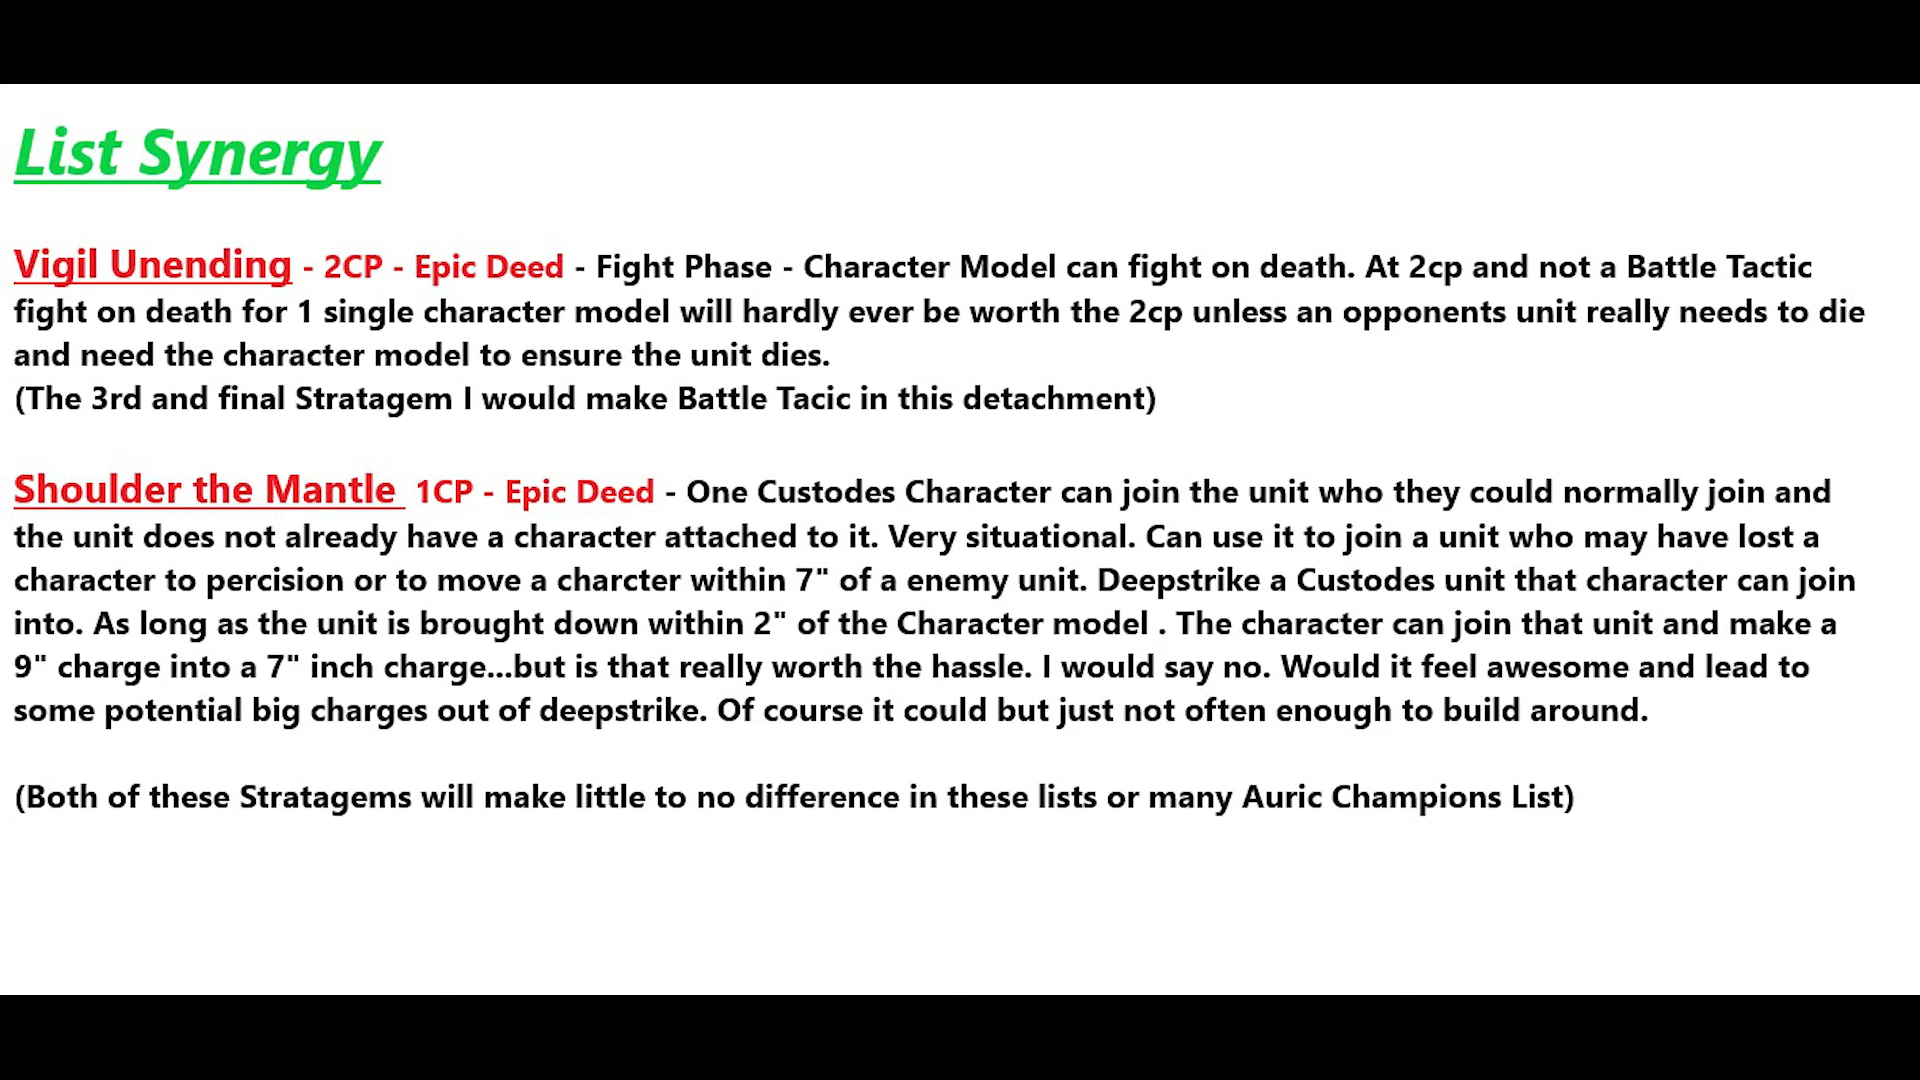 List Synergy
Vigil Unending - 2CP - Epic Deed - Fight Phase - Character Model can fight on death. At 2cp and not a Battle Tactic
fight on death for 1 single character model will hardly ever be worth the 2cp unless an opponents unit really needs to die
and need the character model to ensure the unit dies.
(The 3rd and final Stratagem I would make Battle Tacic in this detachment)
Shoulder the Mantle 1CP - Epic Deed - One Custodes Character can join the unit who they could normally join and
the unit does not already have a character attached to it. Very situational. Can use it to join a unit who may have lost a
character to percision or to move a charcter within 7" of a enemy unit. Deepstrike a Custodes unit that character can join
into. As long as the unit is brought down within 2" of the Character model . The character can join that unit and make a
9" charge into a 7" inch charge...but is that really worth the hassle. I would say no. Would it feel awesome and lead to
some potential big charges out of deepstrike. Of course it could but just not often enough to build around.
(Both of these Stratagems will make little to no difference in these lists or many Auric Champions List)